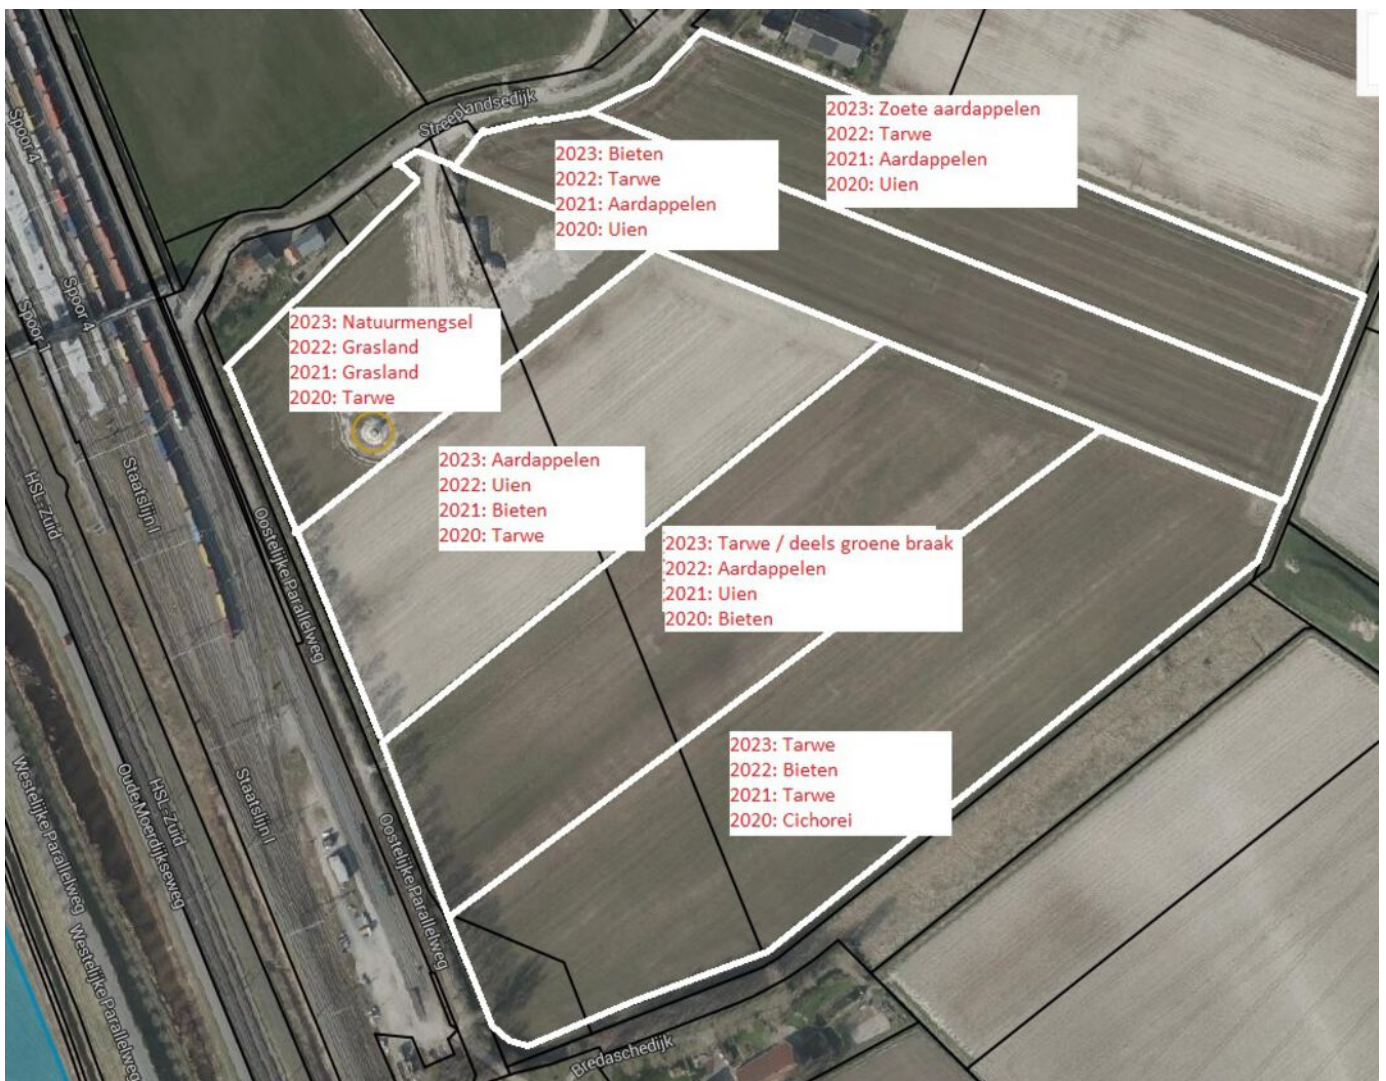 Streeplandsedijk
2023: Zoete aardappelen
2022: Tarwe
2021: Aardappelen
2020: Uien
2023: Bieten
2022: Tarwe
2021: Aardappelen
2020: Uien
Spoor 4
Spoor 4
2023: Natuurmengsel
2022: Grasland
2021: Grasland
2020: Tarwe
2023: Aardappelen
2022: Uien
2021: Bieten
2020: Tarwe
HSL-Zuid
Staatslijn I
Oostelijke Parallelweg
2023: Tarwe / deels groene braak
2022: Aardappelen
2021: Uien
2020: Bieten
2023: Tarwe
2022: Bieten
2021: Tarwe
2020: Cichorei
Westelijke Parallelweg
Oude Moerdijkseweg
HSL-Zuid
Staatslijn I
Oostelijke Parallelweg
Westelijke Parallelweg
Bredaschedijk